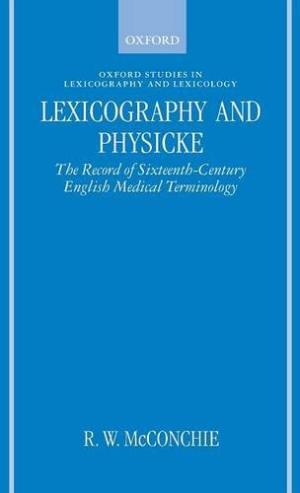 OXFORD
OXFORD STUDIES IN
LEXICOGRAPHY AND LEXICOLOGY
LEXICOGRAPHY AND
PHYSICKE
The Record of Sixteenth-Century
English Medical Terminology
R. W. McCONCHIE